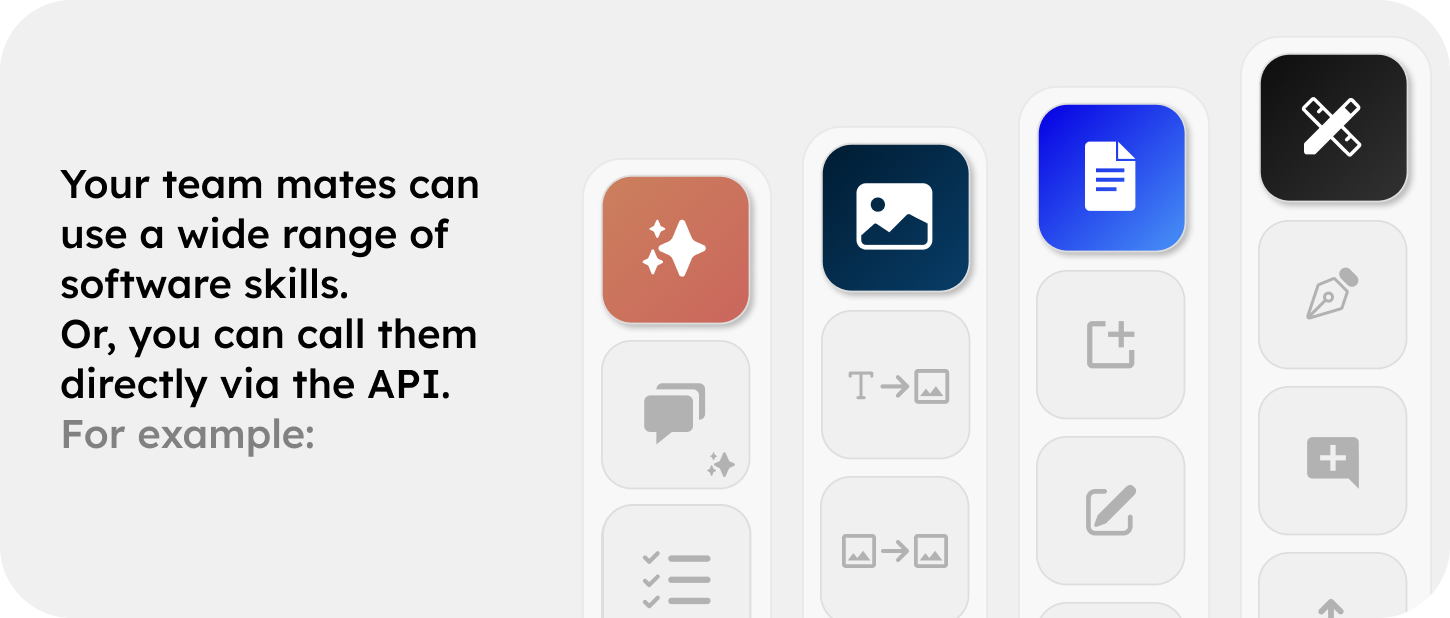 Your team mates can
use a wide range of
software skills.
Or, you can call them
directly via the API.
For example:
T